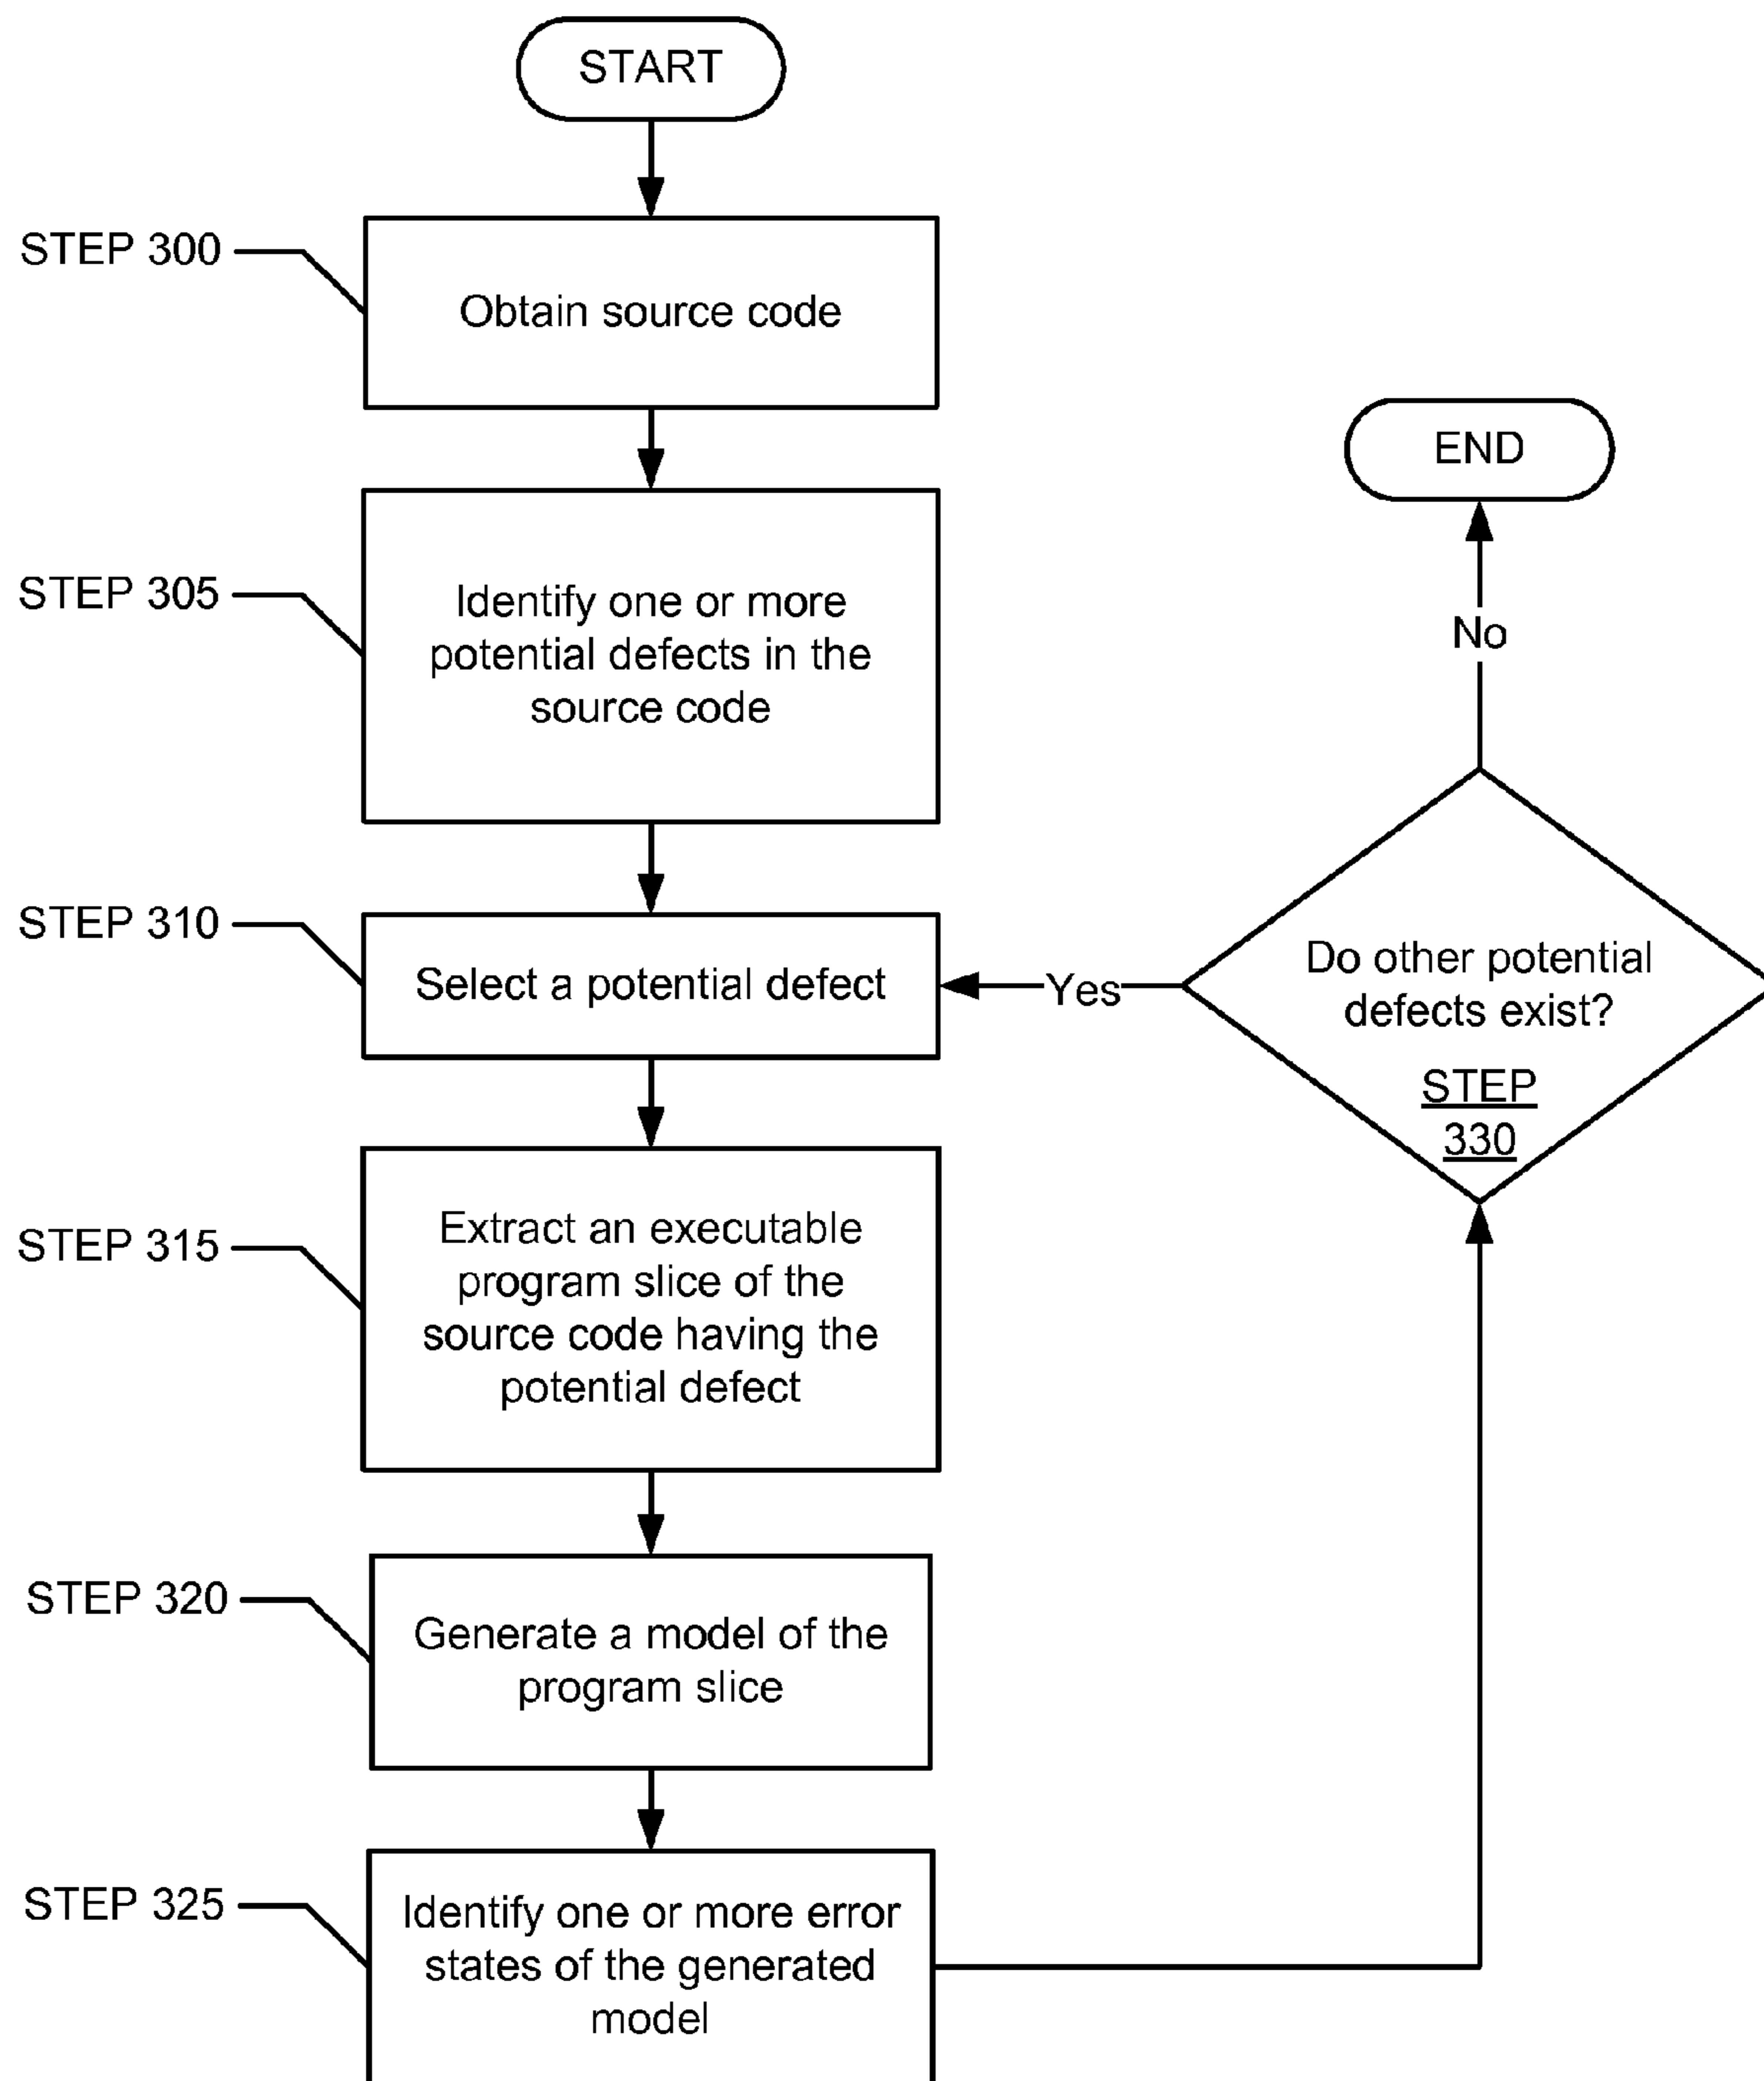 START
STEP 300
Obtain source code
STEP 305
Identify one or more
potential defects in the
source code
STEP 310
Select a potential defect
STEP 315
Extract an executable
program slice of the
source code having the
potential defect
STEP 320
Generate a model of the
program slice
STEP 325
Identify one or more error
states of the generated
model
END
No
Yes
Do other potential
defects exist?
STEP
330